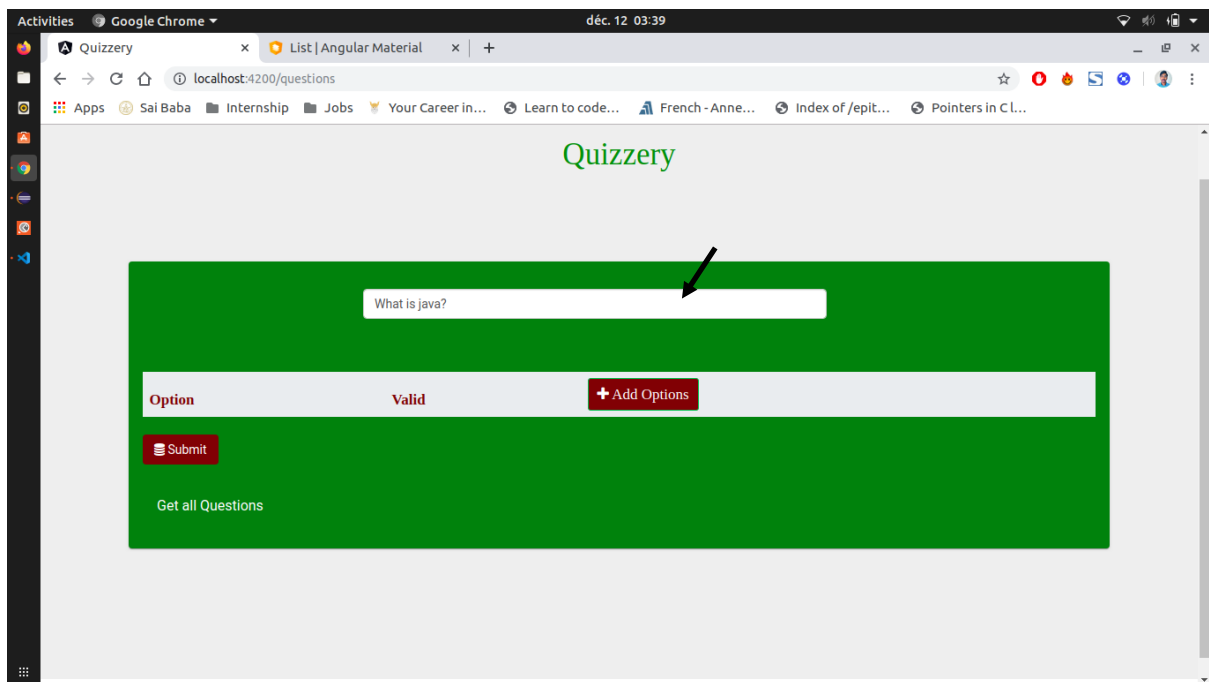 Activities Google Chrome déc. 12 03:39
Quizzery List | Angular Material
localhost:4200/questions
Apps Sai Baba Internship Jobs Your Career in… Learn to code… French - Anne… Index of /epit… Pointers in C l…
Quizzery
What is java?
Option Valid Add Options
Submit
Get all Questions